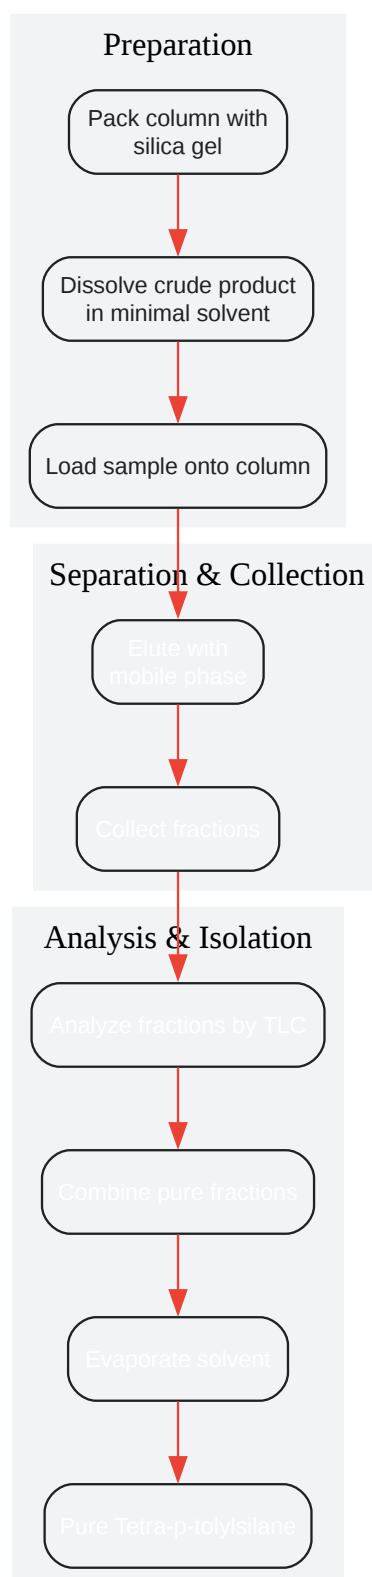 Preparation
Pack column with
silica gel
Dissolve crude product
in minimal solvent
Load sample onto column
Separation & Collection
Elute with
mobile phase
Collect fractions
Analysis & Isolation
Analyze fractions by TLC
Combine pure fractions
Evaporate solvent
Pure Tetra-p-tolylsilane